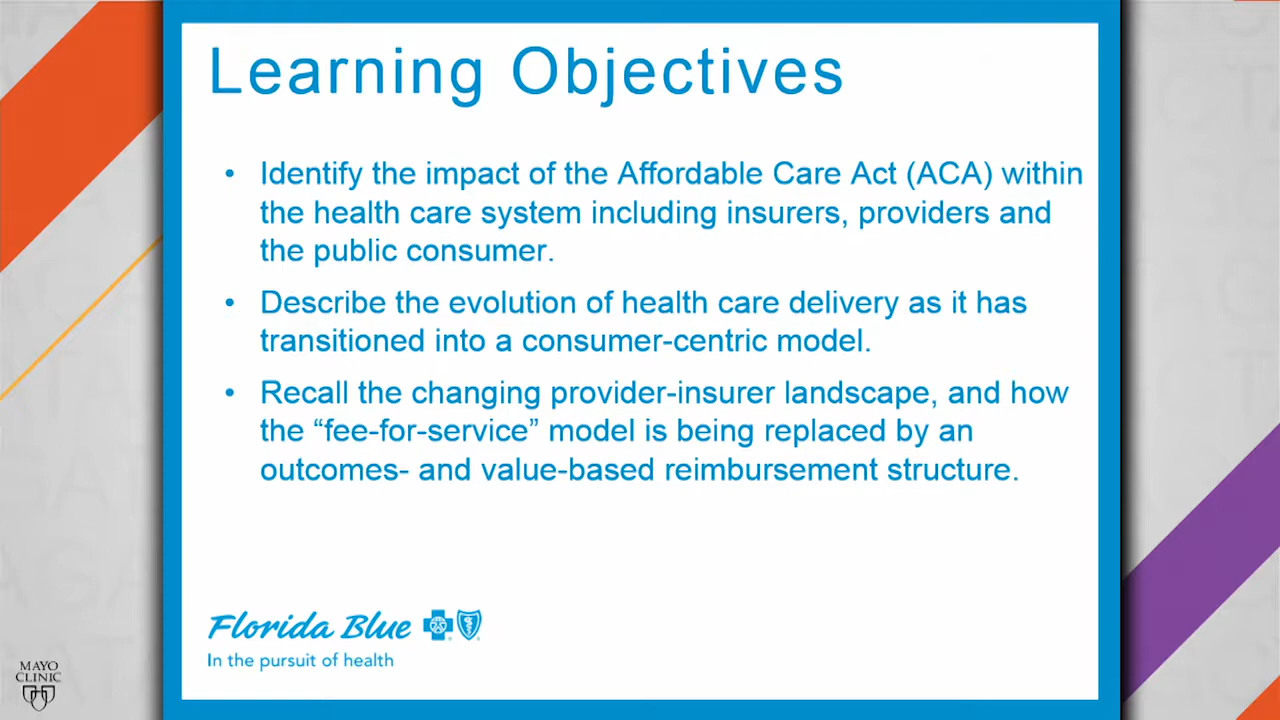 Learning Objectives
• Identify the impact of the Affordable Care Act (ACA) within
the health care system including insurers, providers and
the public consumer.
• Describe the evolution of health care delivery as it has
transitioned into a consumer-centric model.
• Recall the changing provider-insurer landscape, and how
the “fee-for-service” model is being replaced by an
outcomes- and value-based reimbursement structure.
Florida Blue
In the pursuit of health
MAYO
CLINIC